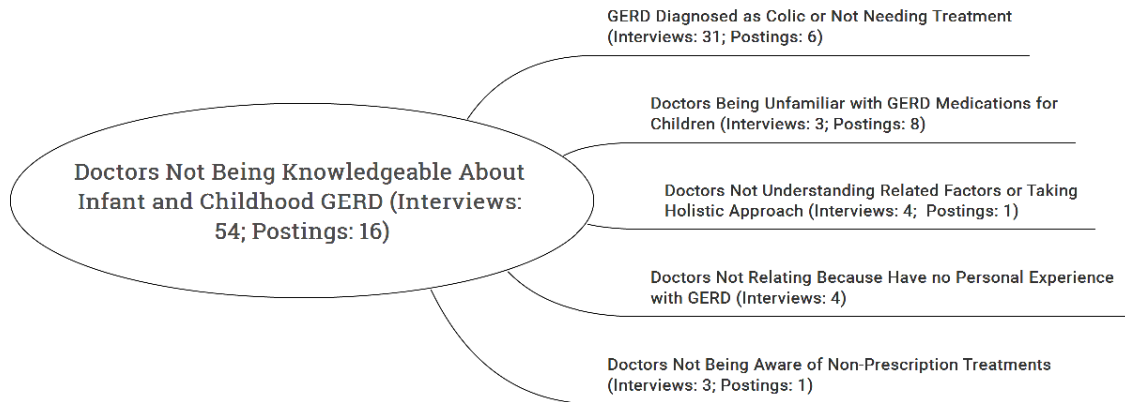 GERD Diagnosed as Colic or Not Needing Treatment
(Interviews: 31; Postings: 6)
Doctors Being Unfamiliar with GERD Medications for
Children (Interviews: 3; Postings: 8)
Doctors Not Being Knowledgeable About
Infant and Childhood GERD (Interviews:
54; Postings: 16)
Doctors Not Understanding Related Factors or Taking
Holistic Approach (Interviews: 4; Postings: 1)
Doctors Not Relating Because Have no Personal Experience
with GERD (Interviews: 4)
Doctors Not Being Aware of Non-Prescription Treatments
(Interviews: 3; Postings: 1)